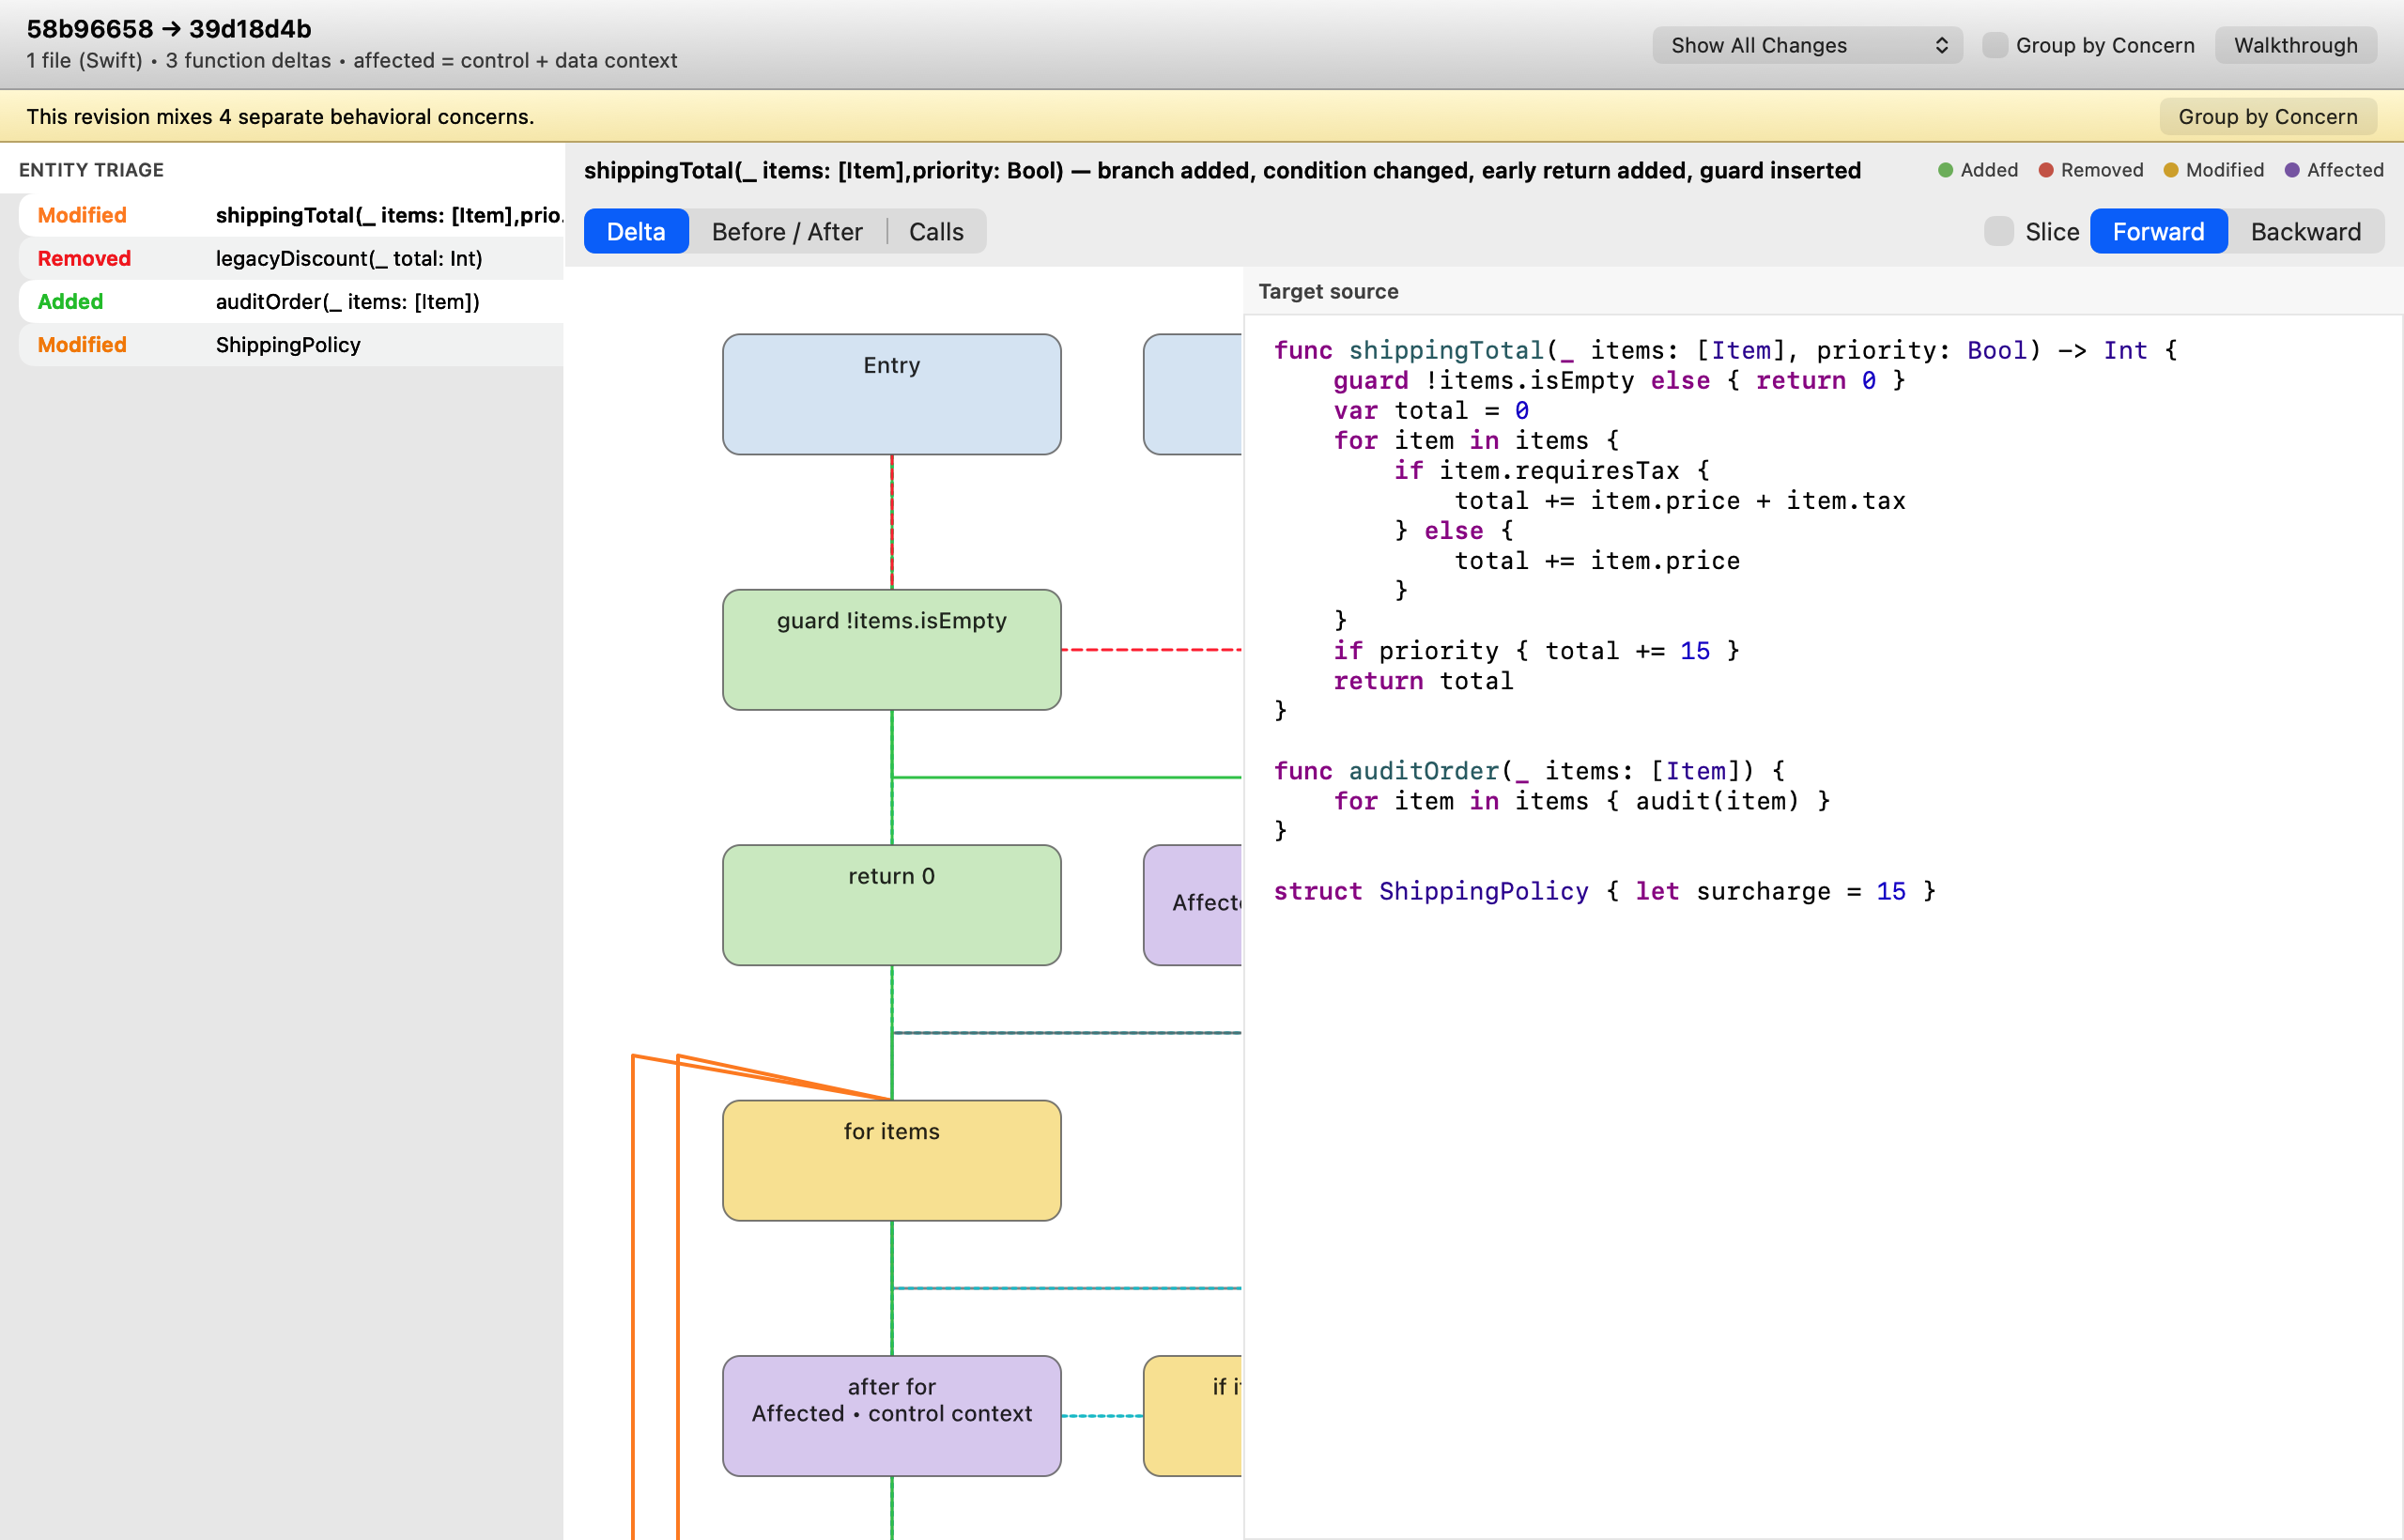 58b96658 → 39d18d4b
1 file (Swift) • 3 function deltas • affected = control + data context
Show All Changes
Group by Concern
Walkthrough
This revision mixes 4 separate behavioral concerns.
Group by Concern
ENTITY TRIAGE
Modified shippingTotal(_ items: [Item],prio…
Removed legacyDiscount(_ total: Int)
Added auditOrder(_ items: [Item])
Modified ShippingPolicy
shippingTotal(_ items: [Item],priority: Bool) — branch added, condition changed, early return added, guard inserted
Added
Removed
Modified
Affected
Delta
Before / After
Calls
Slice
Forward
Backward
Entry
guard !items.isEmpty
return 0
for items
after for
Affected • control context
Target source
func shippingTotal(_ items: [Item], priority: Bool) -> Int {
    guard !items.isEmpty else { return 0 }
    var total = 0
    for item in items {
        if item.requiresTax {
            total += item.price + item.tax
        } else {
            total += item.price
        }
    }
    if priority { total += 15 }
    return total
}
func auditOrder(_ items: [Item]) {
    for item in items { audit(item) }
}
struct ShippingPolicy { let surcharge = 15 }